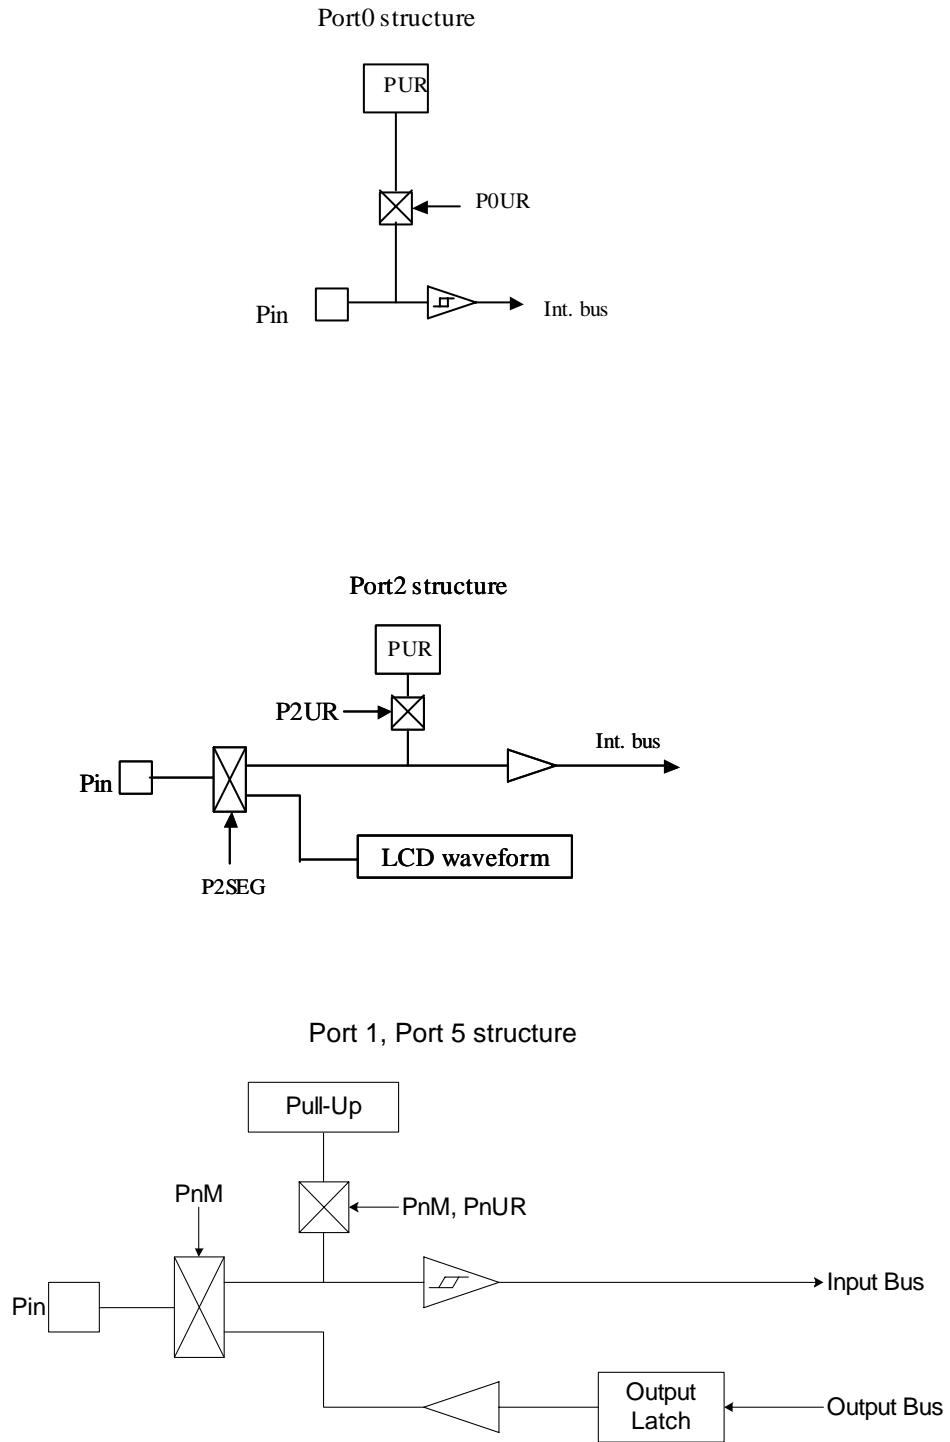 Port0 structure
PUR
P0UR
Pin
Int. bus
Port2 structure
PUR
P2UR
Int. bus
Pin
LCD waveform
P2SEG
Port 1, Port 5 structure
Pull-Up
PnM
PnM, PnUR
Pin
Input Bus
Output
Latch
Output Bus